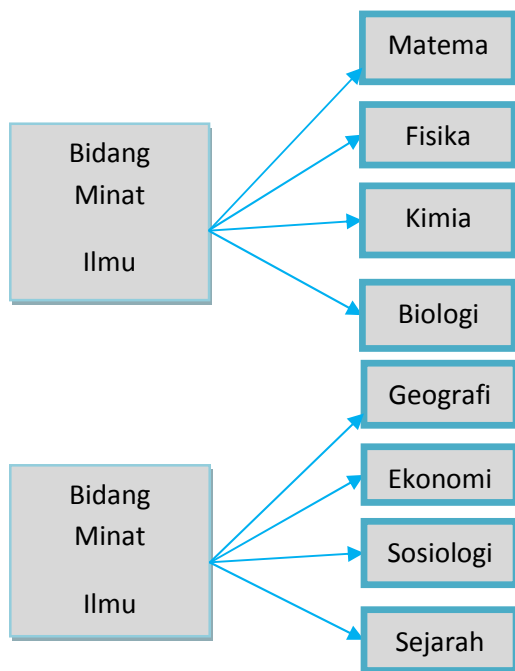 Bidang
Minat
Ilmu
Matema
Fisika
Kimia
Biologi
Bidang
Minat
Ilmu
Geografi
Ekonomi
Sosiologi
Sejarah